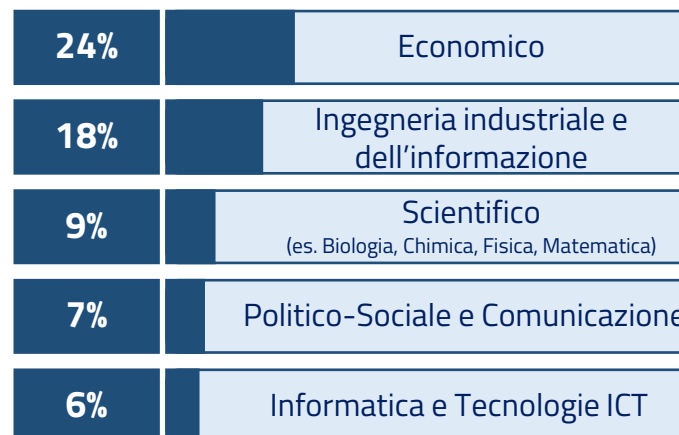 24%
Economico
18%
Ingegneria industriale e
dell’informazione
9%
Scientifico
(es. Biologia, Chimica, Fisica, Matematica)
7%
Politico-Sociale e Comunicazione
6%
Informatica e Tecnologie ICT